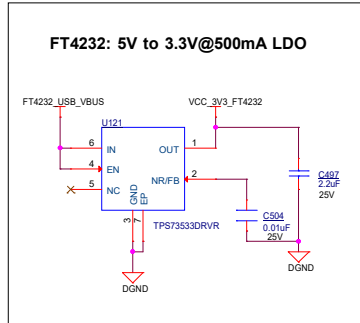 FT4232: 5V to 3.3V@500mA LDO
FT4232_USB_VBUS
VCC_3V3_FT4232
U121
6 IN OUT 1
4 EN
5 NC NR/FB 2
GND EP
3 7
TPS73533DRVR
C497
2.2uF
25V
C504
0.01uF
25V
DGND
DGND